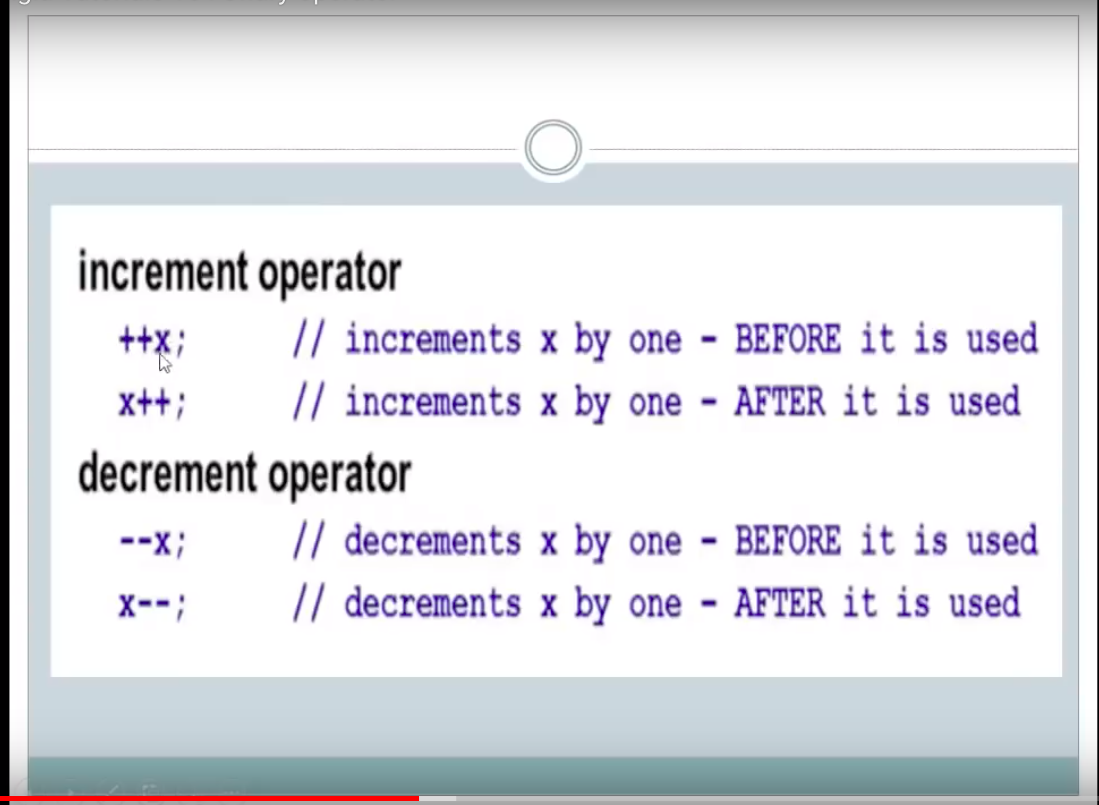 increment operator
++x; // increments x by one - BEFORE it is used
x++; // increments x by one - AFTER it is used
decrement operator
--x; // decrements x by one - BEFORE it is used
x--; // decrements x by one - AFTER it is used